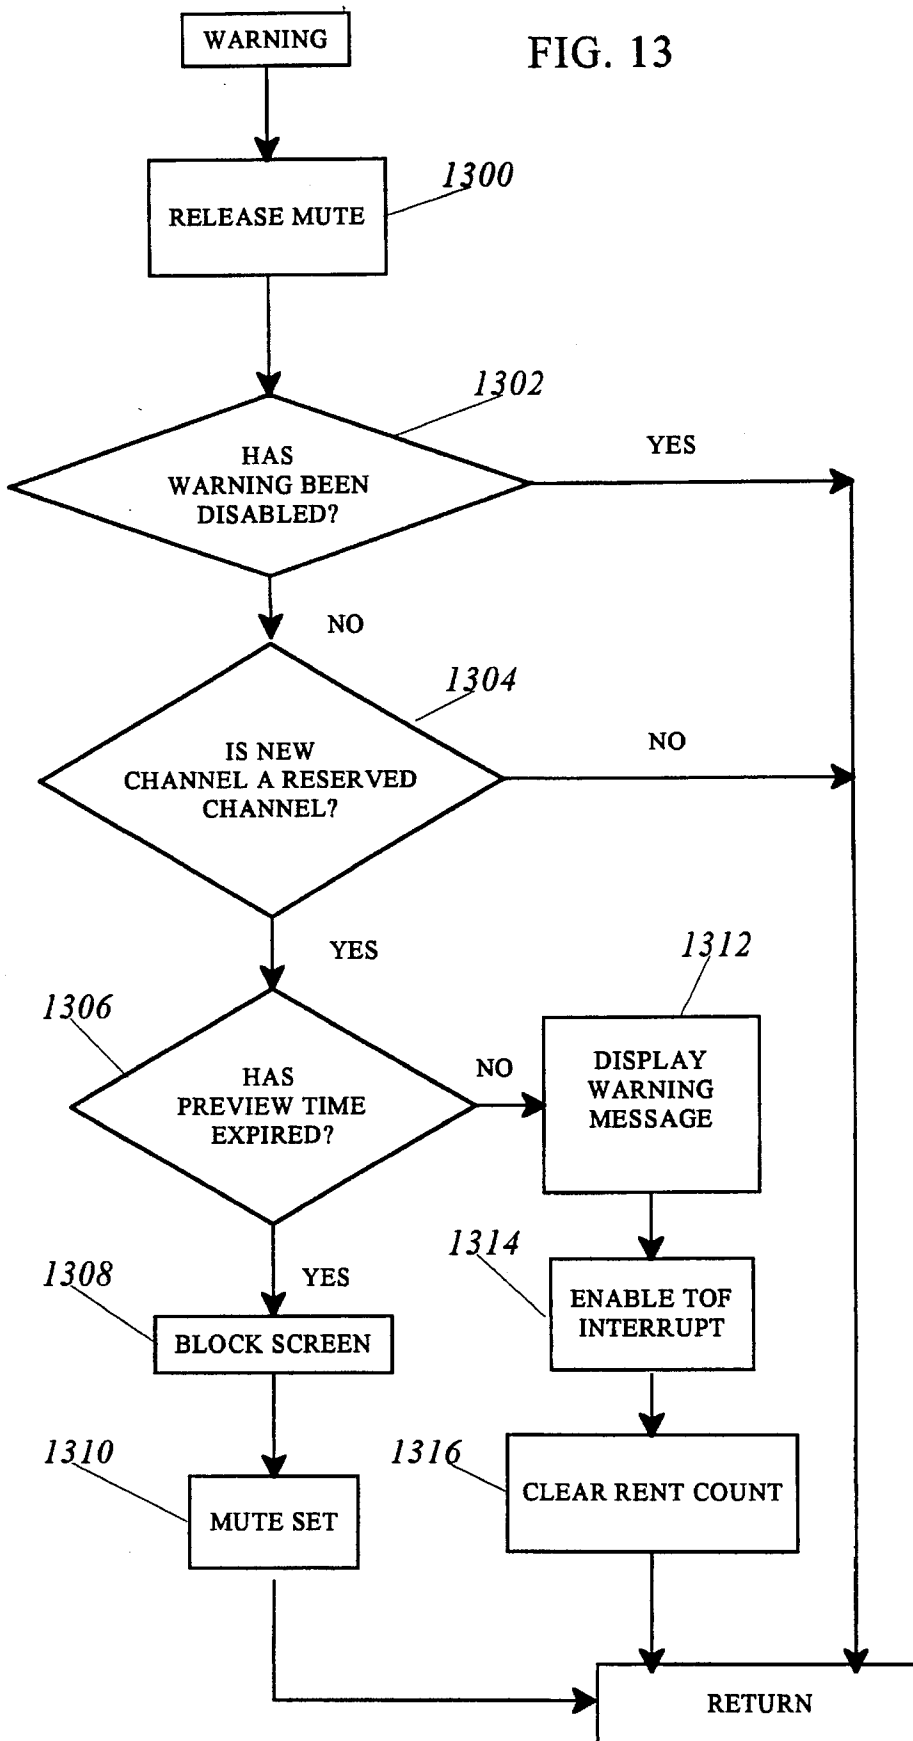 WARNING
FIG. 13
1300
RELEASE MUTE
1302
HAS
WARNING BEEN
DISABLED?
YES
NO
1304
IS NEW
CHANNEL A RESERVED
CHANNEL?
NO
YES
1306
HAS
PREVIEW TIME
EXPIRED?
NO
1312
DISPLAY
WARNING
MESSAGE
YES
1308
BLOCK SCREEN
1314
ENABLE TOF
INTERRUPT
1310
MUTE SET
1316
CLEAR RENT COUNT
RETURN